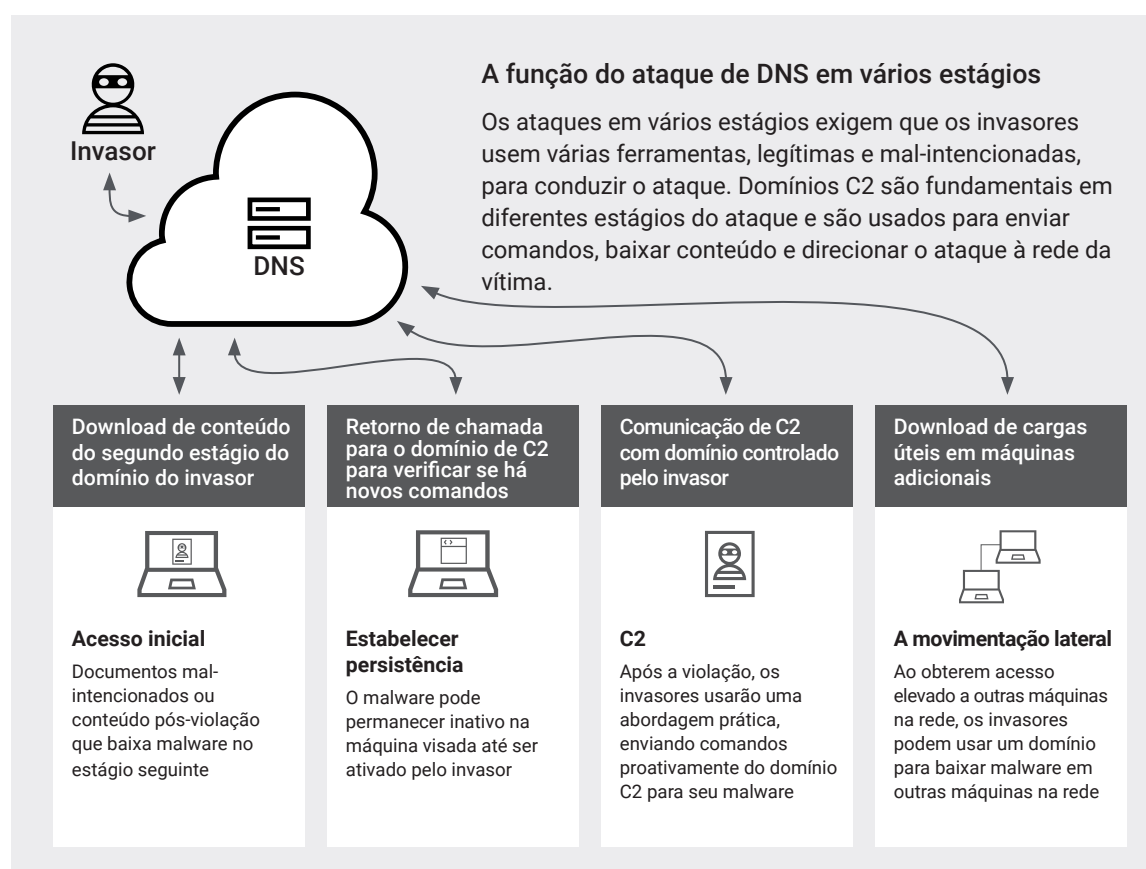 Invasor
DNS
A função do ataque de DNS em vários estágios
Os ataques em vários estágios exigem que os invasores
usem várias ferramentas, legítimas e mal-intencionadas,
para conduzir o ataque. Domínios C2 são fundamentais em
diferentes estágios do ataque e são usados para enviar
comandos, baixar conteúdo e direcionar o ataque à rede da
vítima.
Download de conteúdo
do segundo estágio do
domínio do invasor
Acesso inicial
Documentos mal-
intencionados ou
conteúdo pós-violação
que baixa malware no
estágio seguinte
Retorno de chamada
para o domínio de C2
para verificar se há
novos comandos
Estabelecer
persistência
O malware pode
permanecer inativo na
máquina visada até ser
ativado pelo invasor
Comunicação de C2
com domínio controlado
pelo invasor
C2
Após a violação, os
invasores usarão uma
abordagem prática,
enviando comandos
proativamente do domínio
C2 para seu malware
Download de cargas
úteis em máquinas
adicionais
A movimentação lateral
Ao obterem acesso
elevado a outras máquinas
na rede, os invasores
podem usar um domínio
para baixar malware em
outras máquinas na rede